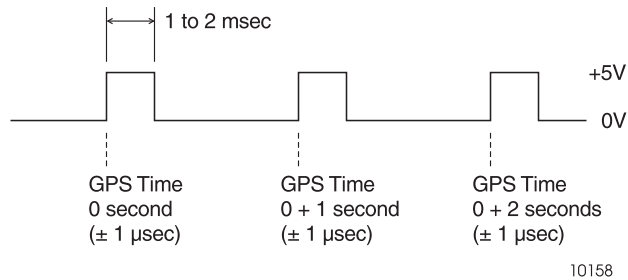 1 to 2 msec
+5V
0V
GPS Time
0 second
(± 1 µsec)
GPS Time
0 + 1 second
(± 1 µsec)
GPS Time
0 + 2 seconds
(± 1 µsec)
10158